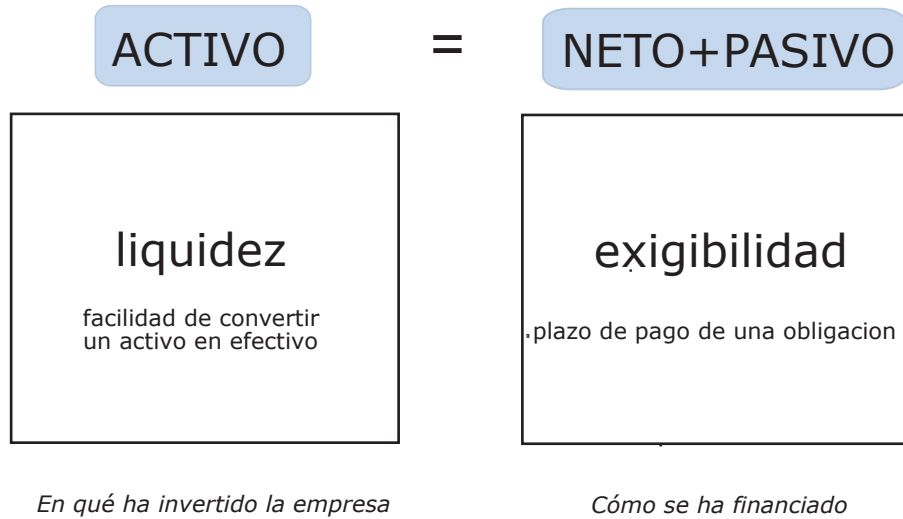 ACTIVO = NETO+PASIVO
liquidez
facilidad de convertir
un activo en efectivo
exigibilidad
plazo de pago de una obligacion
En qué ha invertido la empresa
Cómo se ha financiado